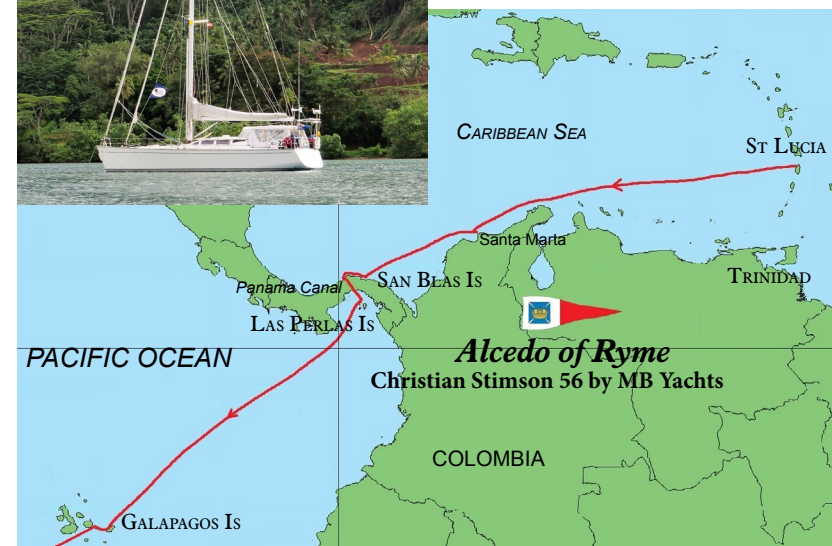 75W
CARIBBEAN SEA
ST LUCIA
Santa Marta
Panama Canal
SAN BLAS IS
TRINIDAD
LAS PERLAS IS
PACIFIC OCEAN
Alcedo of Ryme
Christian Stimson 56 by MB Yachts
COLOMBIA
GALAPAGOS IS